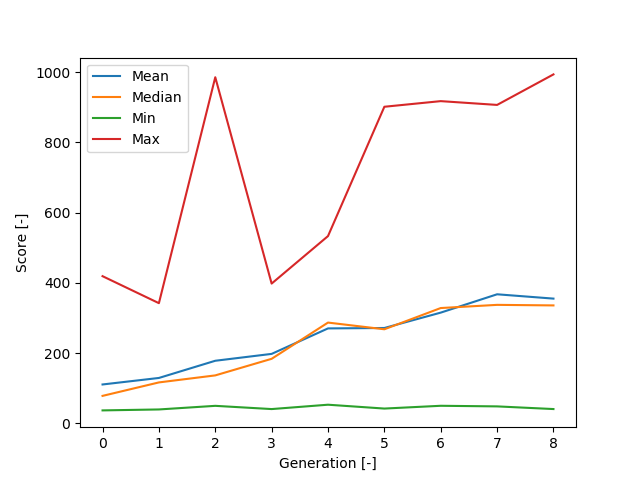 1000
800
600
400
200
0
Score [-]
Mean
Median
Min
Max
0 1 2 3 4 5 6 7 8
Generation [-]